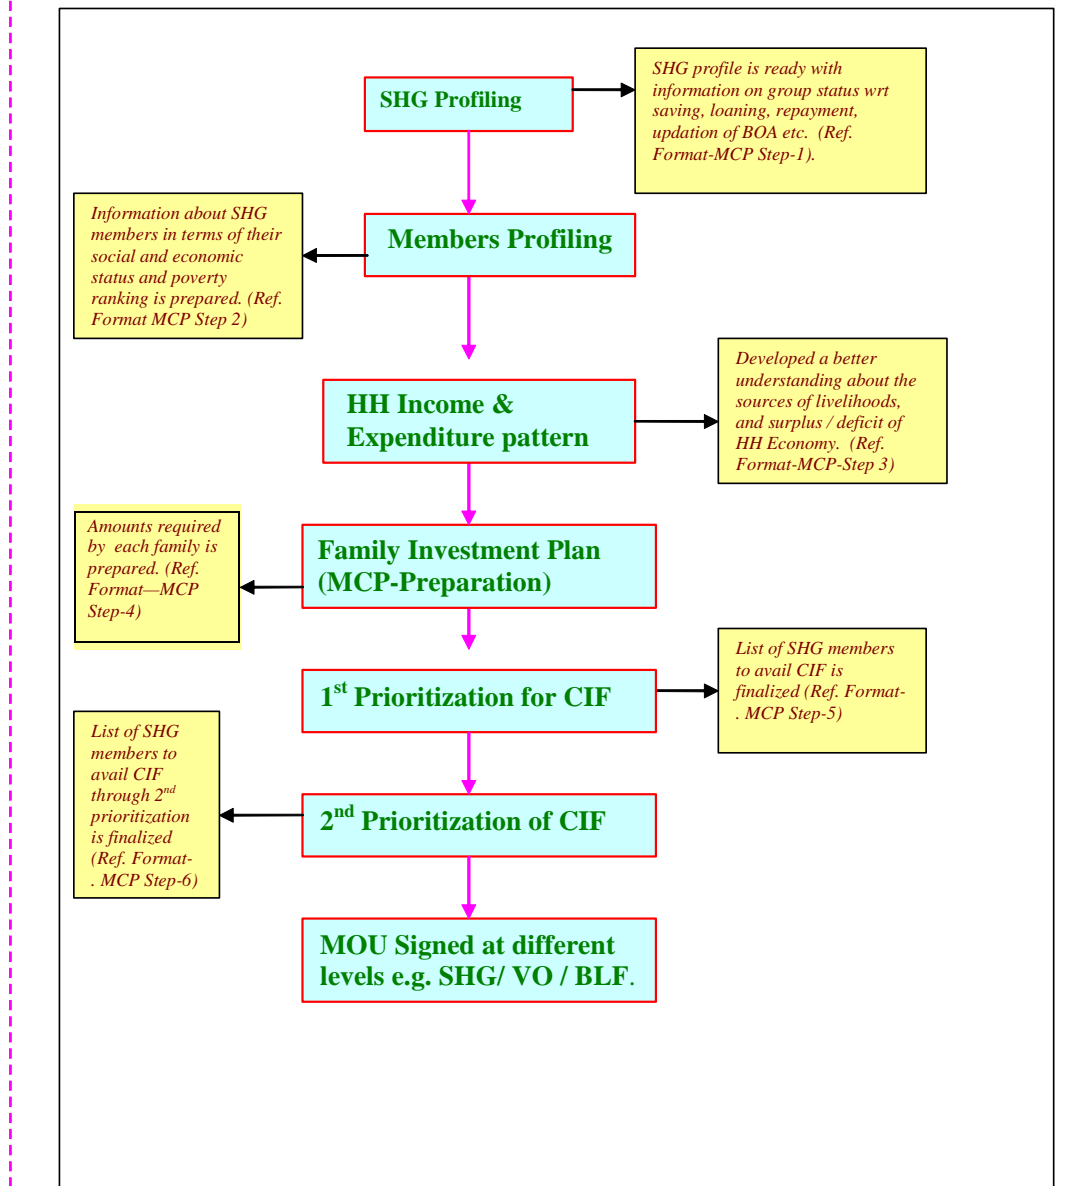 SHG Profiling
SHG profile is ready with
information on group status wrt
saving, loaning, repayment,
updation of BOA etc.  (Ref.
Format-MCP Step-1).
Members Profiling
Information about SHG
members in terms of their
social and economic
status and poverty
ranking is prepared. (Ref.
Format MCP Step 2)
HH Income &
Expenditure pattern
Developed a better
understanding about the
sources of livelihoods,
and surplus / deficit of
HH Economy.  (Ref.
Format-MCP-Step 3)
Family Investment Plan
(MCP-Preparation)
Amounts required
by  each family is
prepared. (Ref.
Format—MCP
Step-4)
1st Prioritization for CIF
List of SHG members
to avail CIF is
finalized (Ref. Format-
. MCP Step-5)
2nd Prioritization of CIF
List of SHG
members to
avail CIF
through 2nd
prioritization
is finalized
(Ref. Format-
. MCP Step-6)
MOU Signed at different
levels e.g. SHG/ VO / BLF.